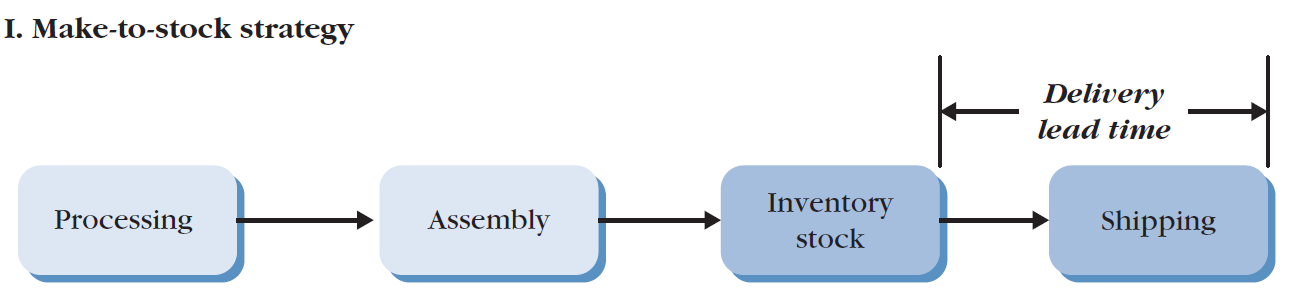 I. Make-to-stock strategy
Delivery
lead time
Processing
Assembly
Inventory
stock
Shipping